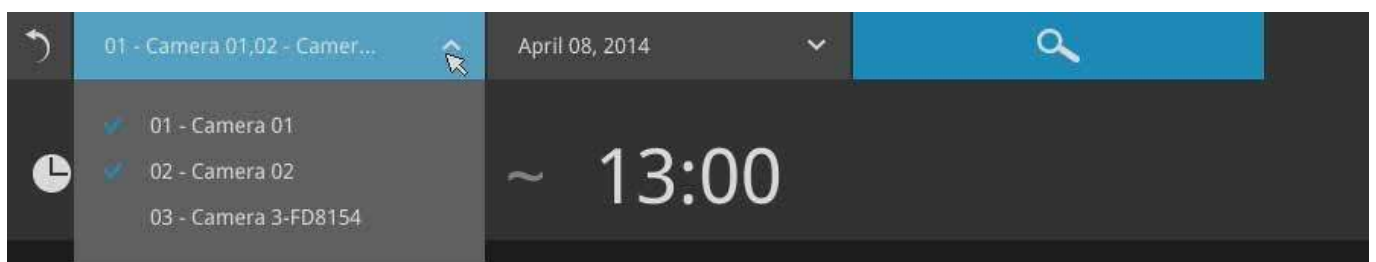 01 - Camera 01,02 - Camer...
April 08, 2014
01 - Camera 01
02 - Camera 02
~ 13:00
03 - Camera 3-FD8154